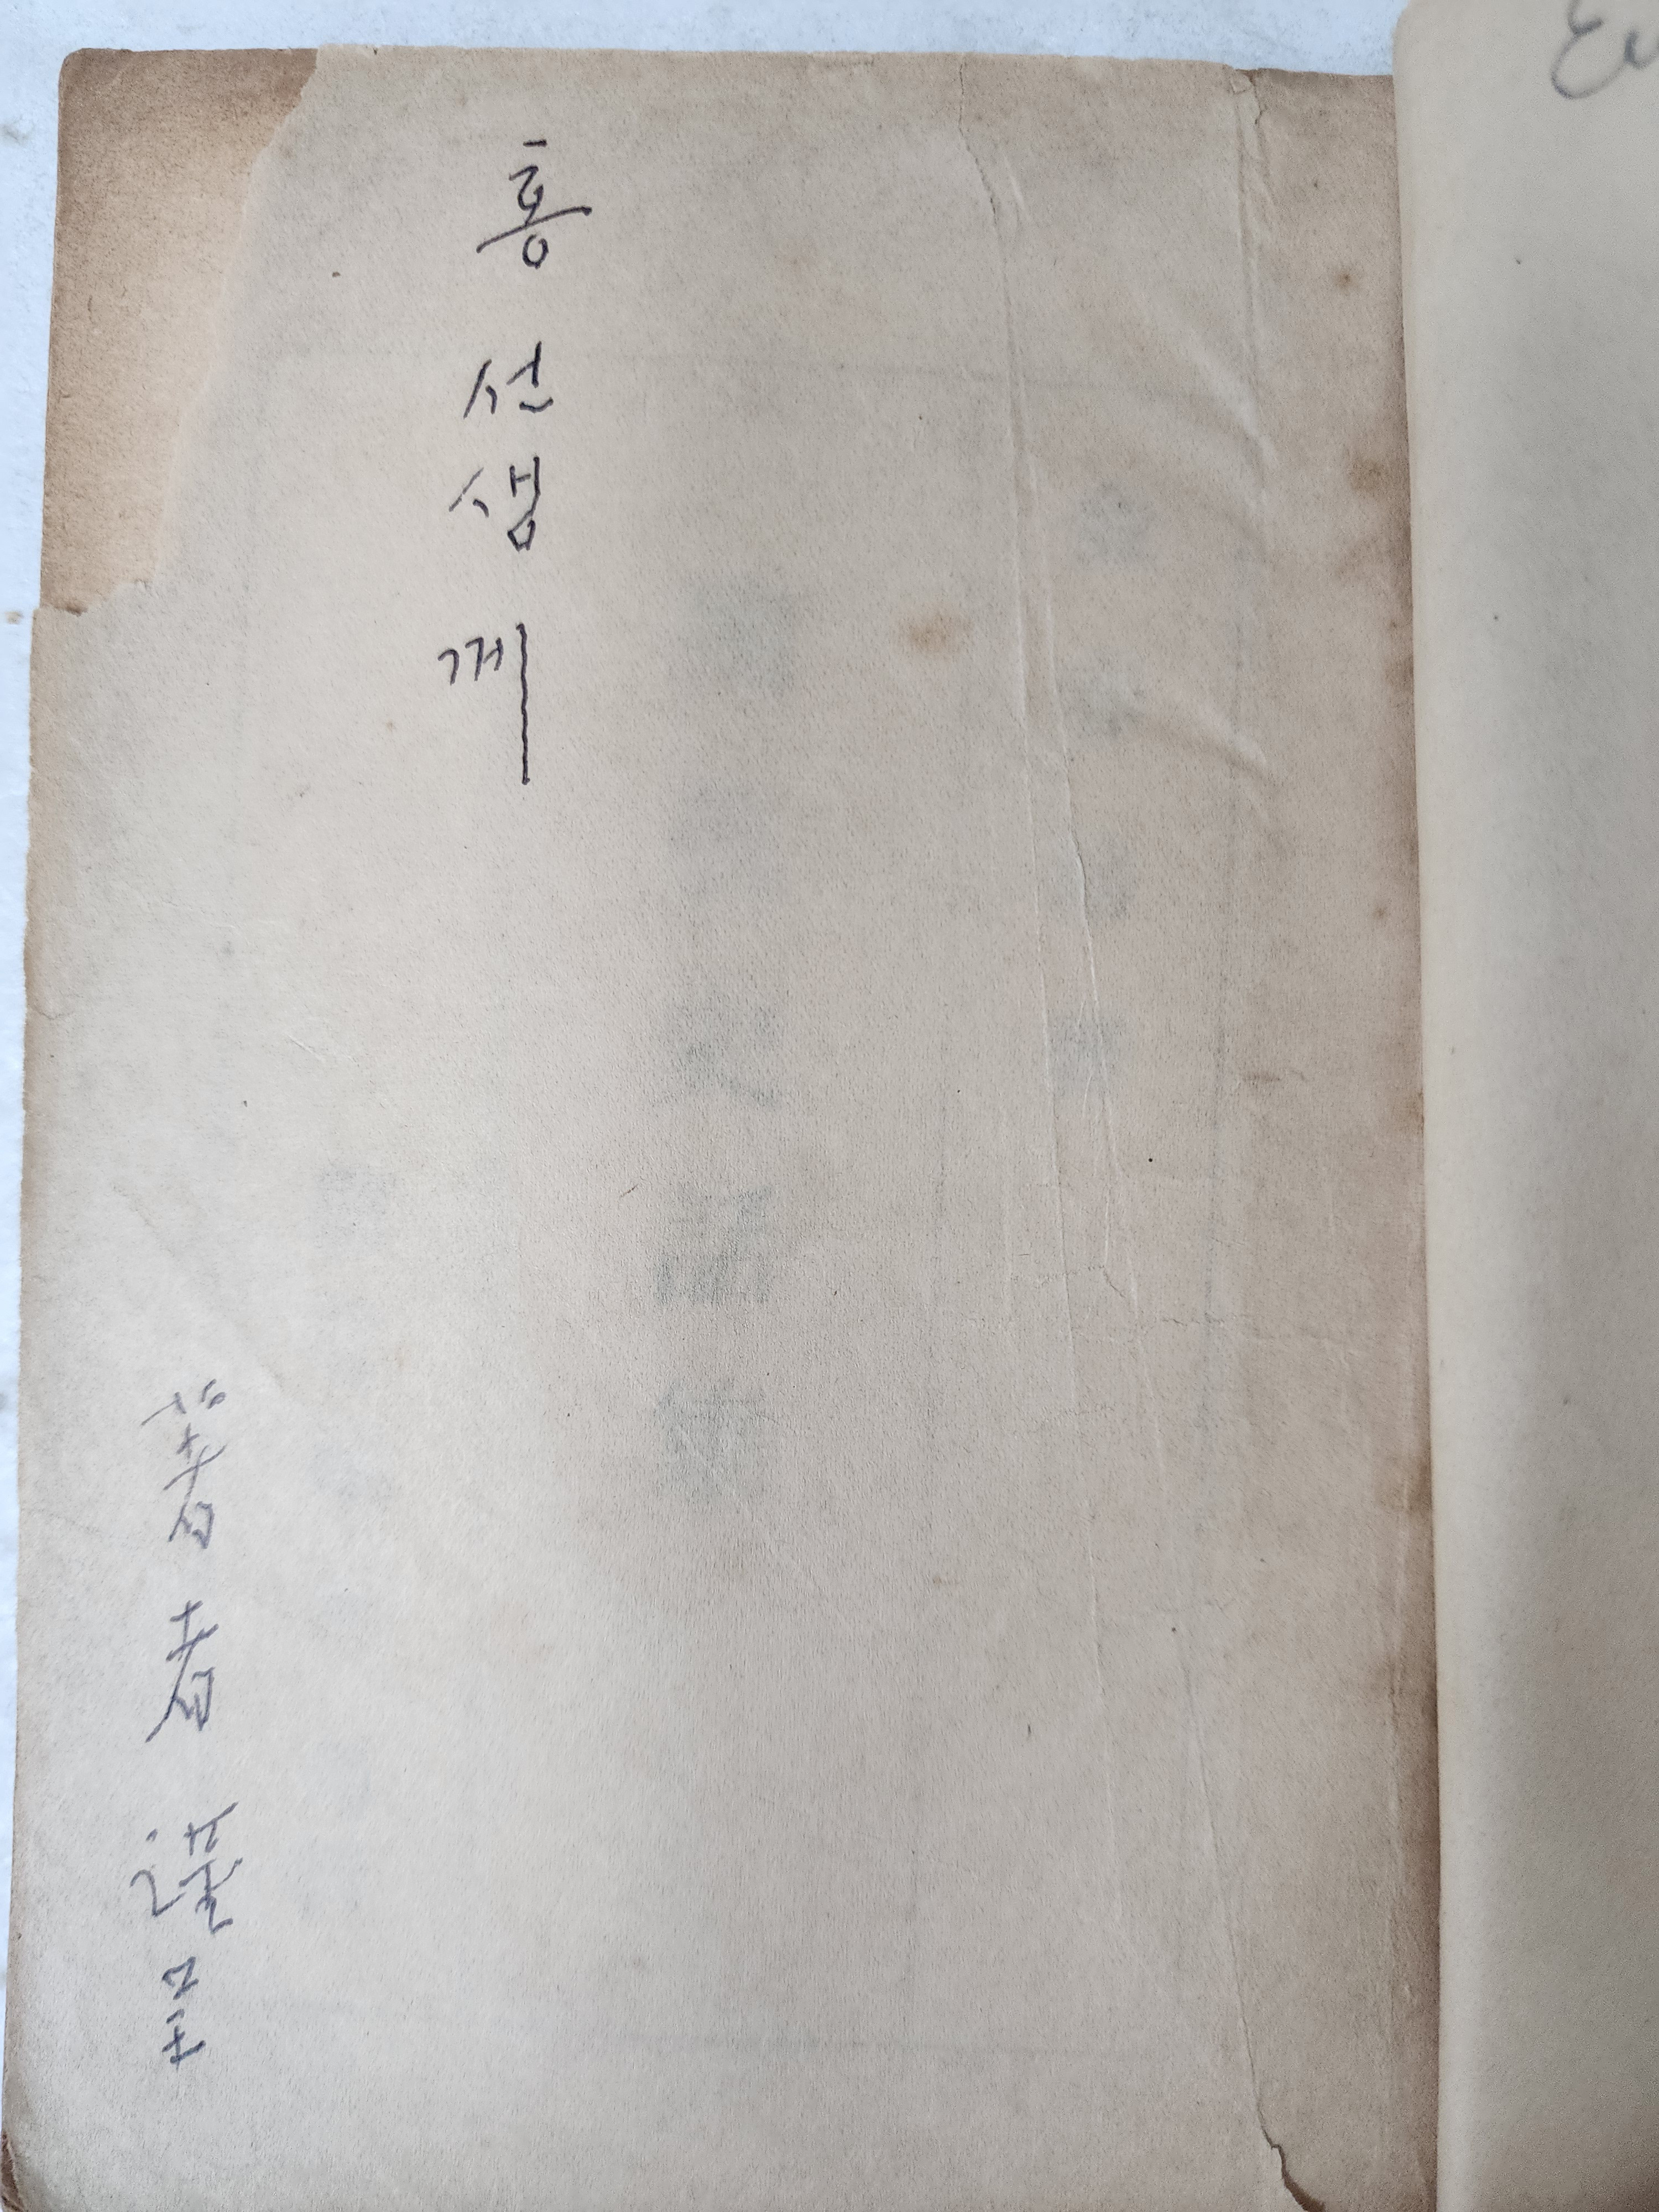 홍 선생 께
著者 謹呈